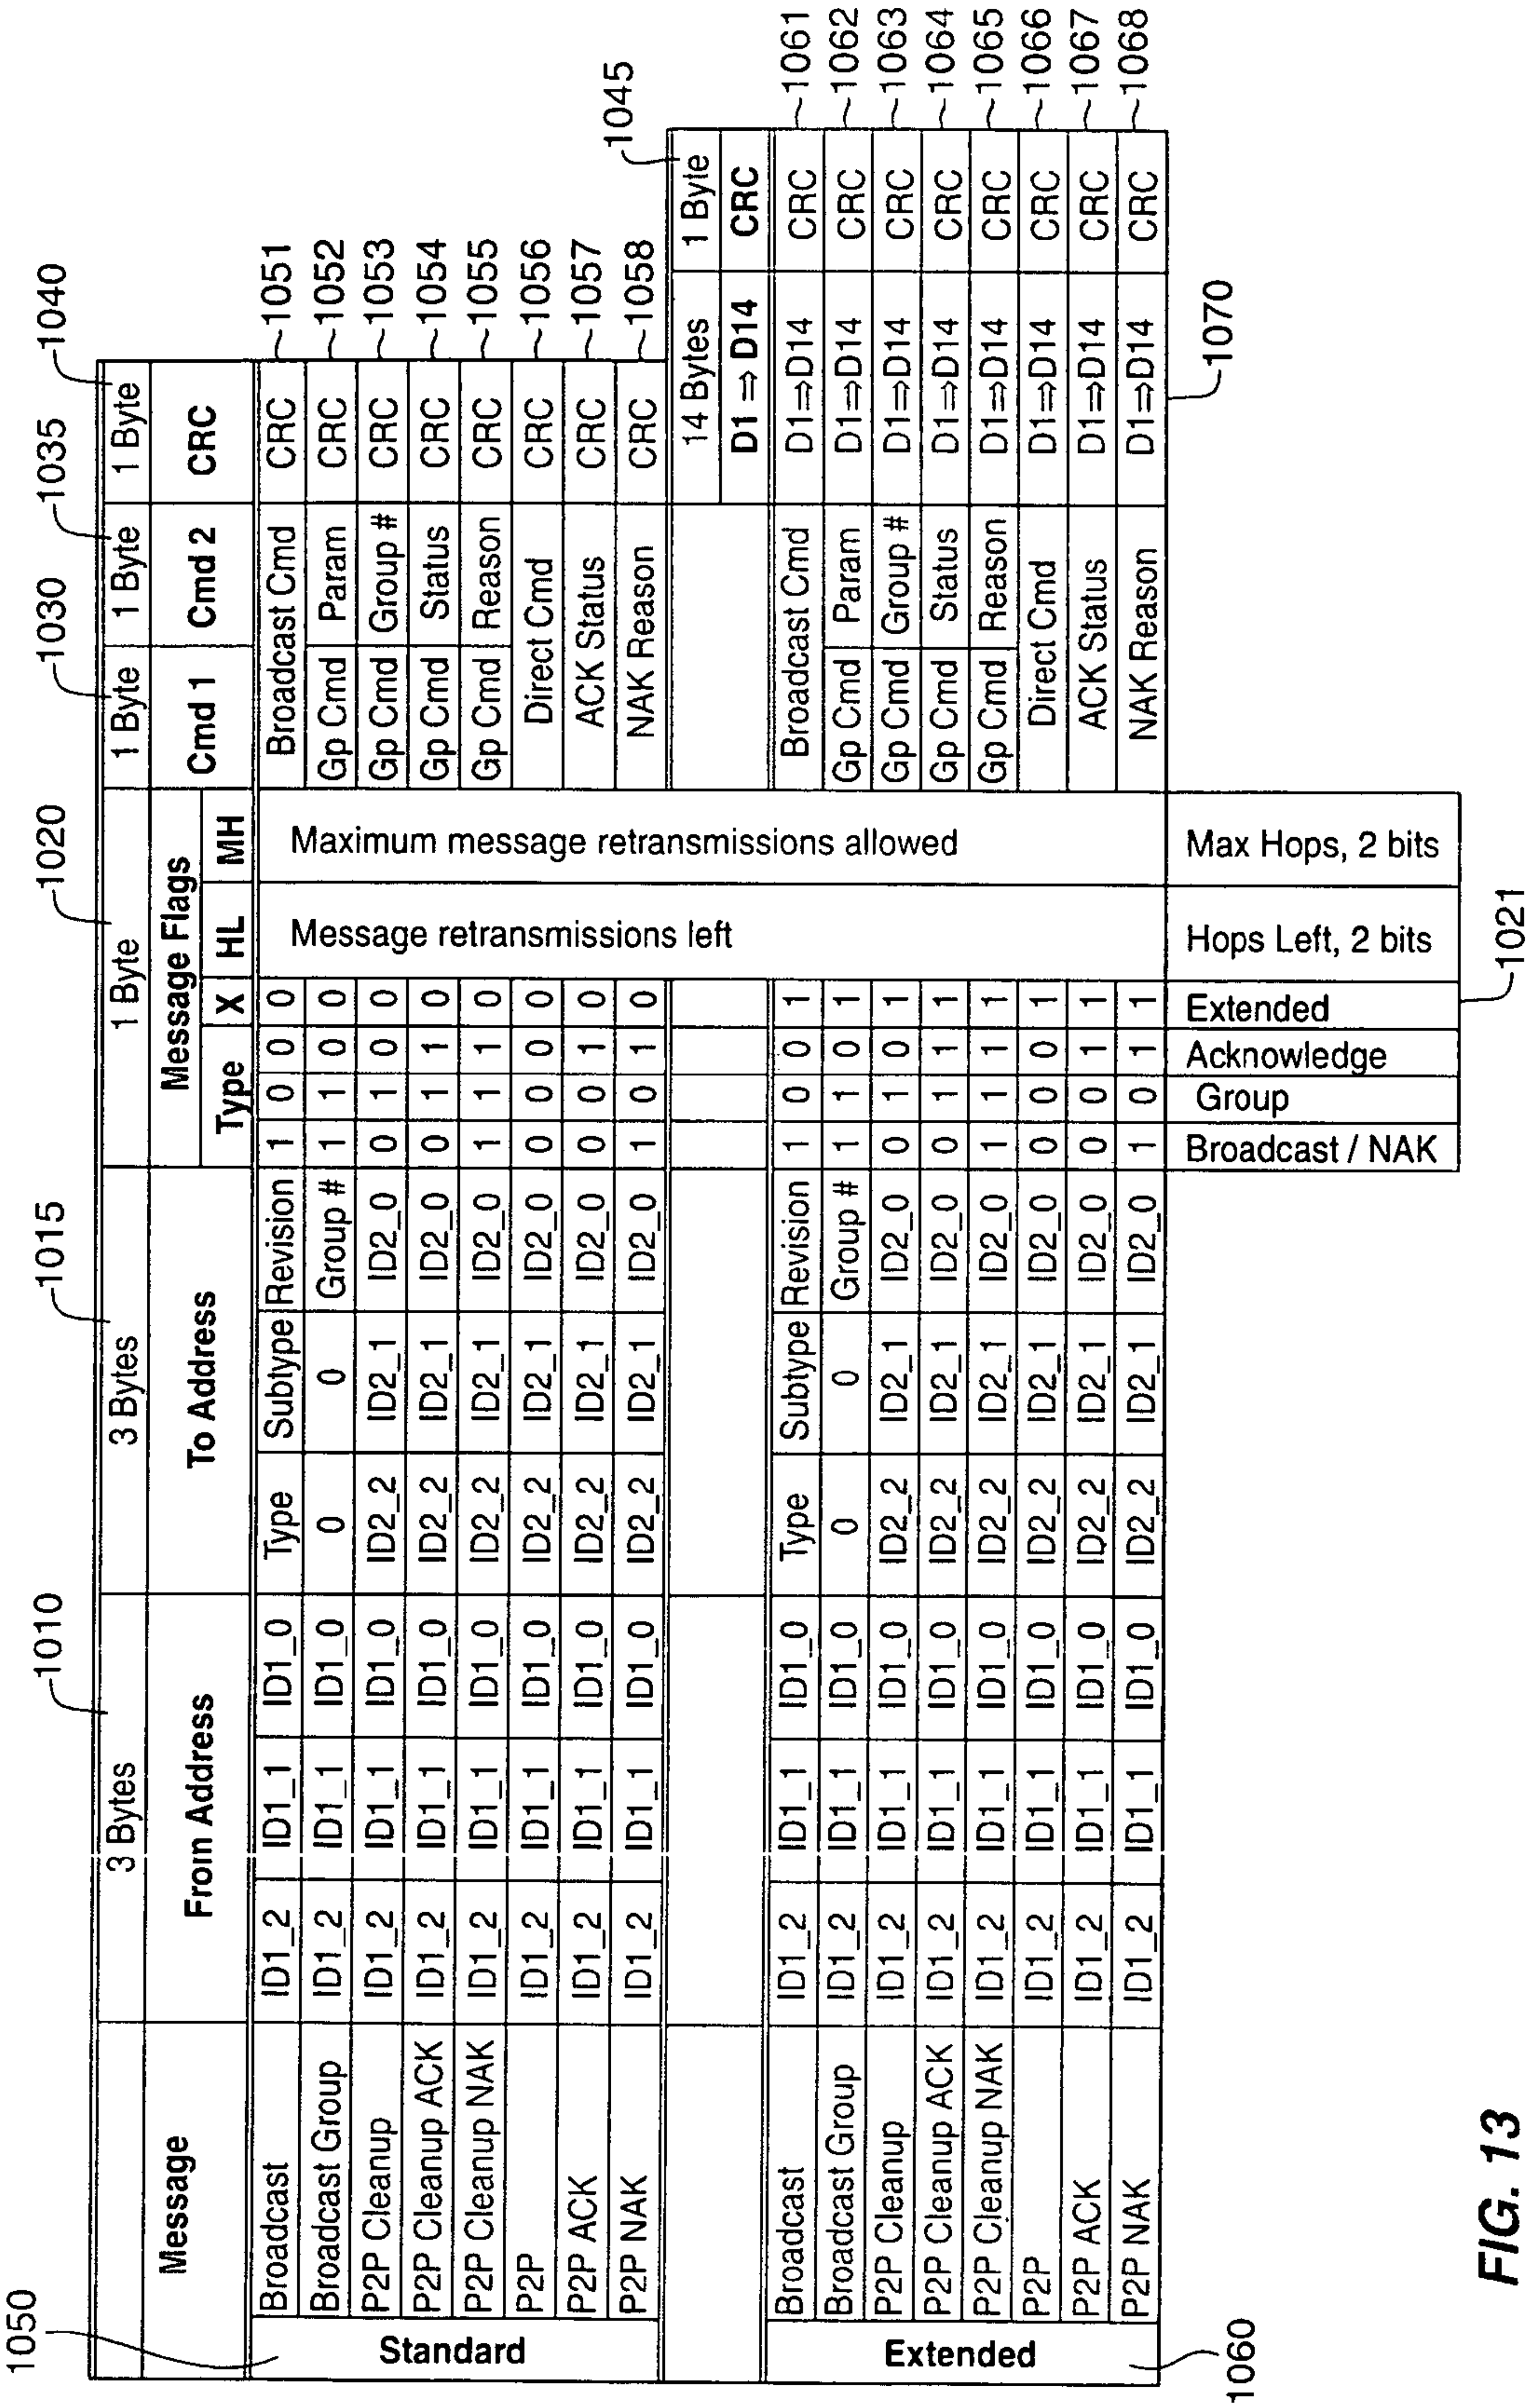 1010 1015 1020 1030 1035 1040
3 Bytes 3 Bytes 1 Byte 1 Byte 1 Byte 1 Byte
Message From Address To Address Message Flags Cmd 1 Cmd 2 CRC
Type X HL MH
1050
Standard
Broadcast ID1_2 ID1_1 ID1_0 Type Subtype Revision 1 0 0 0 Broadcast Cmd CRC 1051
Broadcast Group ID1_2 ID1_1 ID1_0 0 0 Group # 1 1 0 0 Gp Cmd Param CRC 1052
P2P Cleanup ID1_2 ID1_1 ID1_0 ID2_2 ID2_1 ID2_0 0 1 0 0 Gp Cmd Group # CRC 1053
P2P Cleanup ACK ID1_2 ID1_1 ID1_0 ID2_2 ID2_1 ID2_0 0 1 1 0 Gp Cmd Status CRC 1054
P2P Cleanup NAK ID1_2 ID1_1 ID1_0 ID2_2 ID2_1 ID2_0 1 1 1 0 Gp Cmd Reason CRC 1055
P2P ID1_2 ID1_1 ID1_0 ID2_2 ID2_1 ID2_0 0 0 0 0 Direct Cmd CRC 1056
P2P ACK ID1_2 ID1_1 ID1_0 ID2_2 ID2_1 ID2_0 0 0 1 0 ACK Status CRC 1057
P2P NAK ID1_2 ID1_1 ID1_0 ID2_2 ID2_1 ID2_0 1 0 1 0 NAK Reason CRC 1058
Message retransmissions left
Maximum message retransmissions allowed
1045
14 Bytes 1 Byte
D1 ⇒ D14 CRC
Extended
Broadcast ID1_2 ID1_1 ID1_0 Type Subtype Revision 1 0 0 1 Broadcast Cmd D1⇒D14 CRC 1061
Broadcast Group ID1_2 ID1_1 ID1_0 0 0 Group # 1 1 0 1 Gp Cmd Param D1⇒D14 CRC 1062
P2P Cleanup ID1_2 ID1_1 ID1_0 ID2_2 ID2_1 ID2_0 0 1 0 1 Gp Cmd Group # D1⇒D14 CRC 1063
P2P Cleanup ACK ID1_2 ID1_1 ID1_0 ID2_2 ID2_1 ID2_0 0 1 1 1 Gp Cmd Status D1⇒D14 CRC 1064
P2P Cleanup NAK ID1_2 ID1_1 ID1_0 ID2_2 ID2_1 ID2_0 1 1 1 1 Gp Cmd Reason D1⇒D14 CRC 1065
P2P ID1_2 ID1_1 ID1_0 ID2_2 ID2_1 ID2_0 0 0 0 1 Direct Cmd D1⇒D14 CRC 1066
P2P ACK ID1_2 ID1_1 ID1_0 ID2_2 ID2_1 ID2_0 0 0 1 1 ACK Status D1⇒D14 CRC 1067
P2P NAK ID1_2 ID1_1 ID1_0 ID2_2 ID2_1 ID2_0 1 0 1 1 NAK Reason D1⇒D14 CRC 1068
1060
1070
Broadcast / NAK
Group
Acknowledge
Extended
Hops Left, 2 bits
Max Hops, 2 bits
1021
FIG. 13